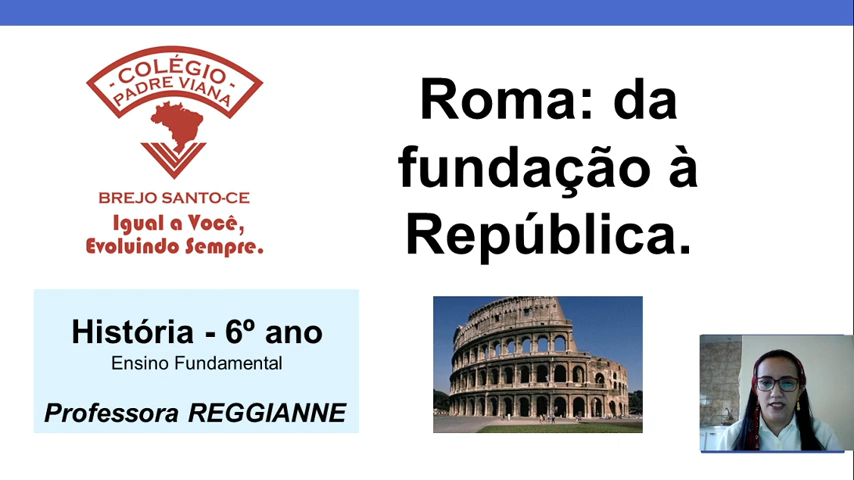 - COLÉGIO -
PADRE VIANA
BREJO SANTO-CE
Igual a Você,
Evoluindo Sempre.
Roma: da
fundação à
República.
História - 6º ano
Ensino Fundamental
Professora REGGIANNE